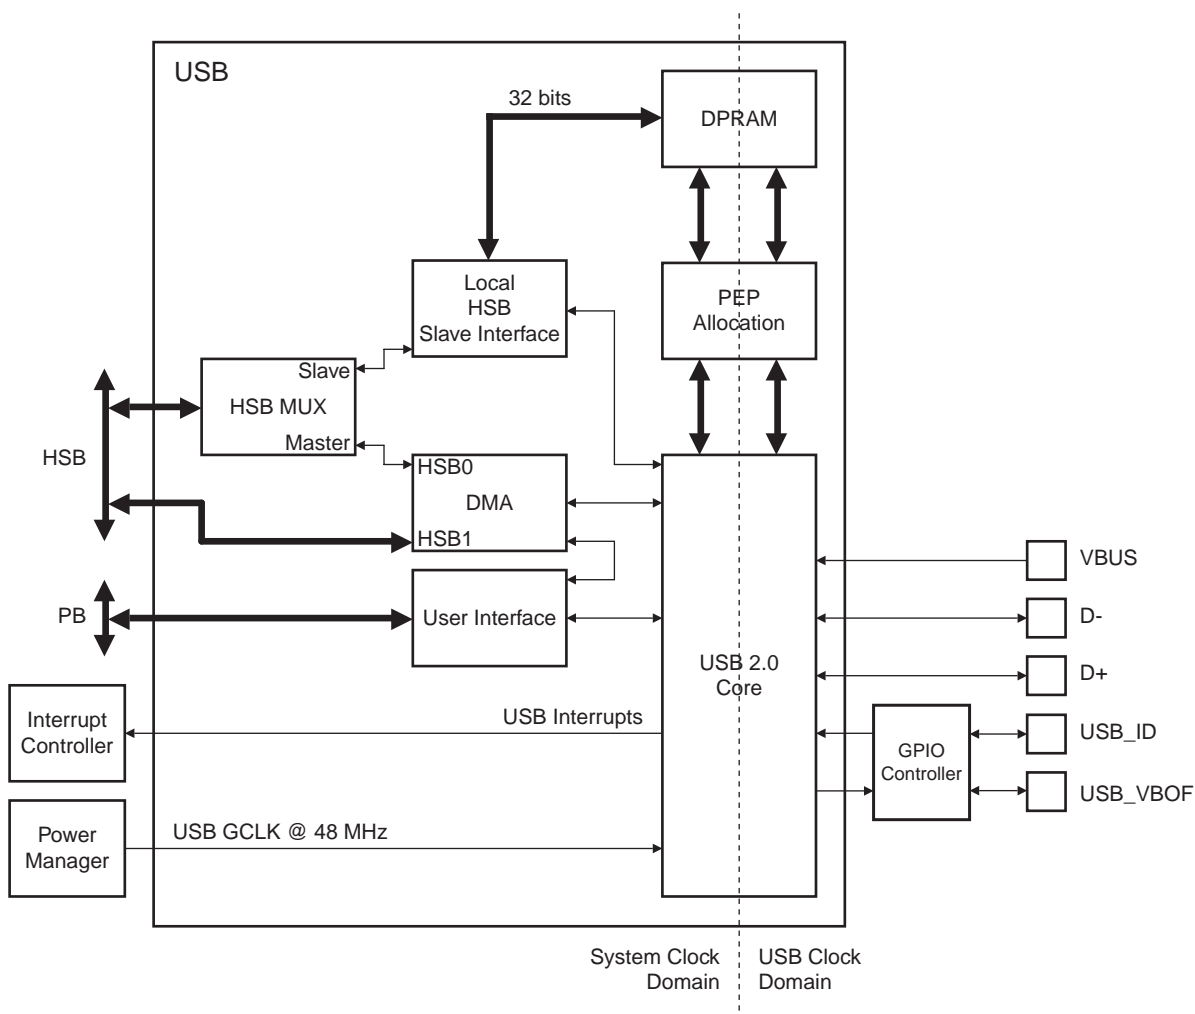 USB
32 bits
DPRAM
Local
HSB
Slave Interface
PEP
Allocation
Slave
HSB MUX
Master
HSB
HSB0
DMA
HSB1
PB
User Interface
USB 2.0
Core
VBUS
D-
D+
USB_ID
USB_VBOF
GPIO
Controller
Interrupt
Controller
USB Interrupts
Power
Manager
USB GCLK @ 48 MHz
System Clock
Domain
USB Clock
Domain